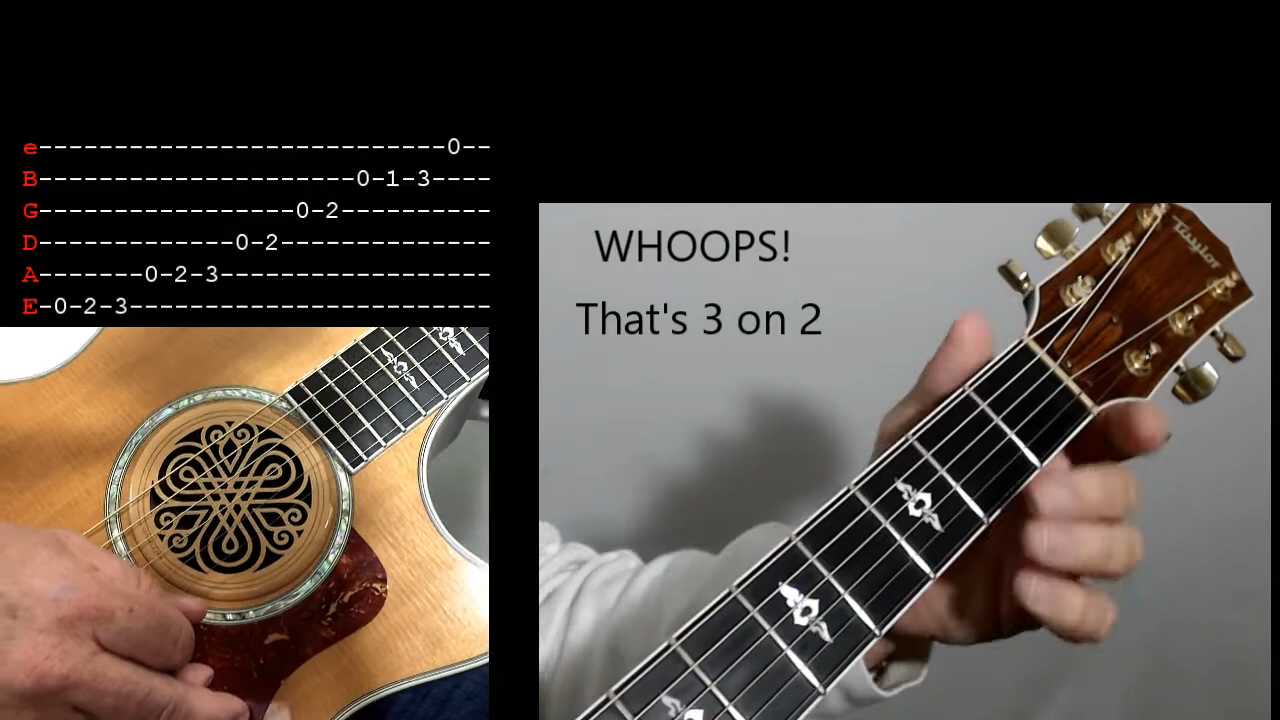 e---------------------------0--
B---------------------0-1-3----
G-----------------0-2----------
D-------------0-2--------------
A-------0-2-3------------------
E-0-2-3------------------------
WHOOPS!
That's 3 on 2
Taylor